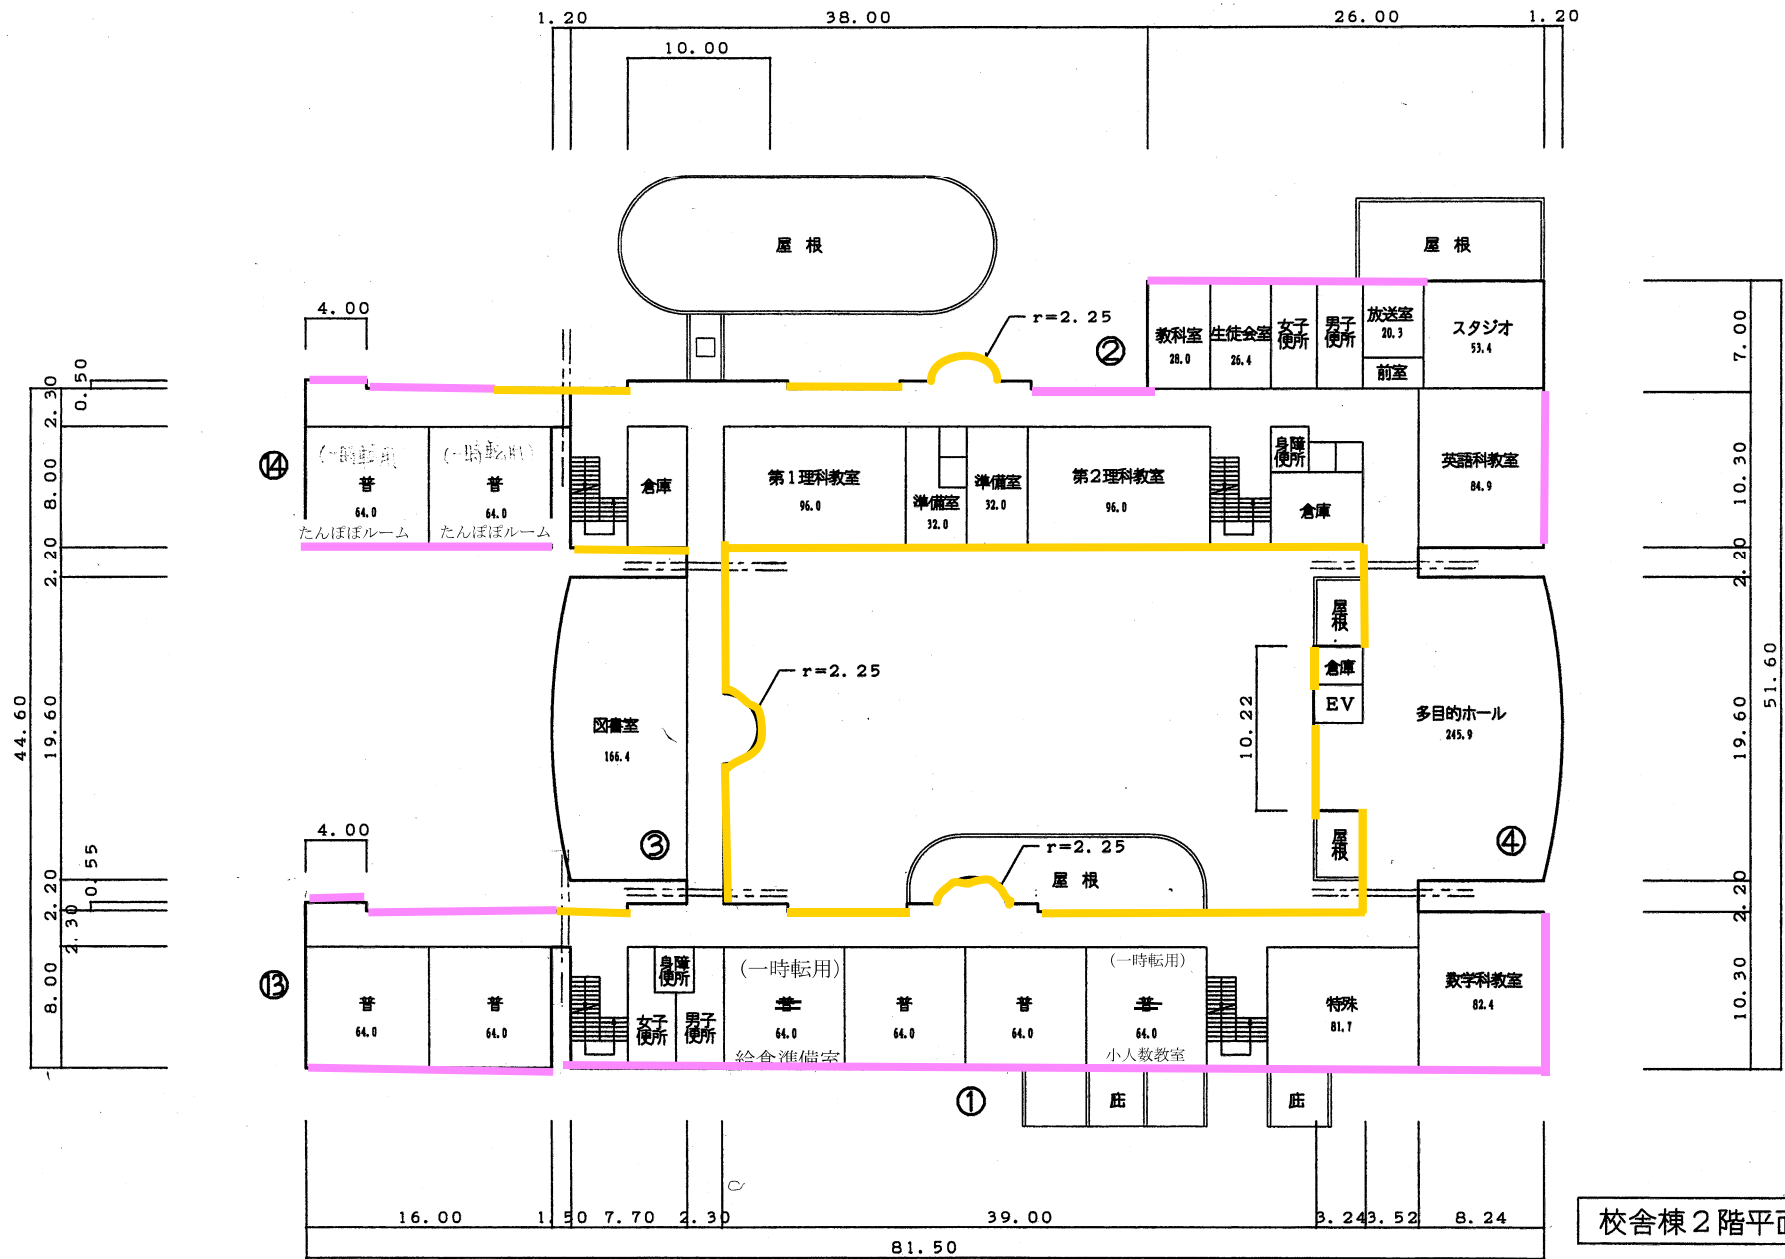 1.20
38.00
26.00
1.20
10.00
屋 根
屋 根
4.00
r=2.25
②
教科室
28.0
生徒会室
26.4
女子
便所
男子
便所
放送室
20.3
前室
スタジオ
53.4
7.00
0.50
2.30
⑭
(一時転用)
普
64.0
たんぽぽルーム
(一時転用)
普
64.0
たんぽぽルーム
倉庫
第1理科教室
96.0
準備室
32.0
準備室
32.0
第2理科教室
96.0
身障
便所
倉庫
英語科教室
84.9
8.00
10.30
2.20
2.20
屋
根
倉庫
EV
r=2.25
図書室
166.4
10.22
多目的ホール
245.9
44.60
19.60
19.60
51.60
4.00
③
r=2.25
屋 根
屋
根
④
0.55
2.20
2.30
2.20
⑬
普
64.0
普
64.0
身障
便所
女子
便所
男子
便所
(一時転用)
普
64.0
給食準備室
普
64.0
普
64.0
(一時転用)
普
64.0
小人数教室
特殊
81.7
数学科教室
82.4
8.00
10.30
①
庇
庇
16.00
1.50
7.70
2.30
39.00
3.24
3.52
8.24
81.50
校舎棟2階平面